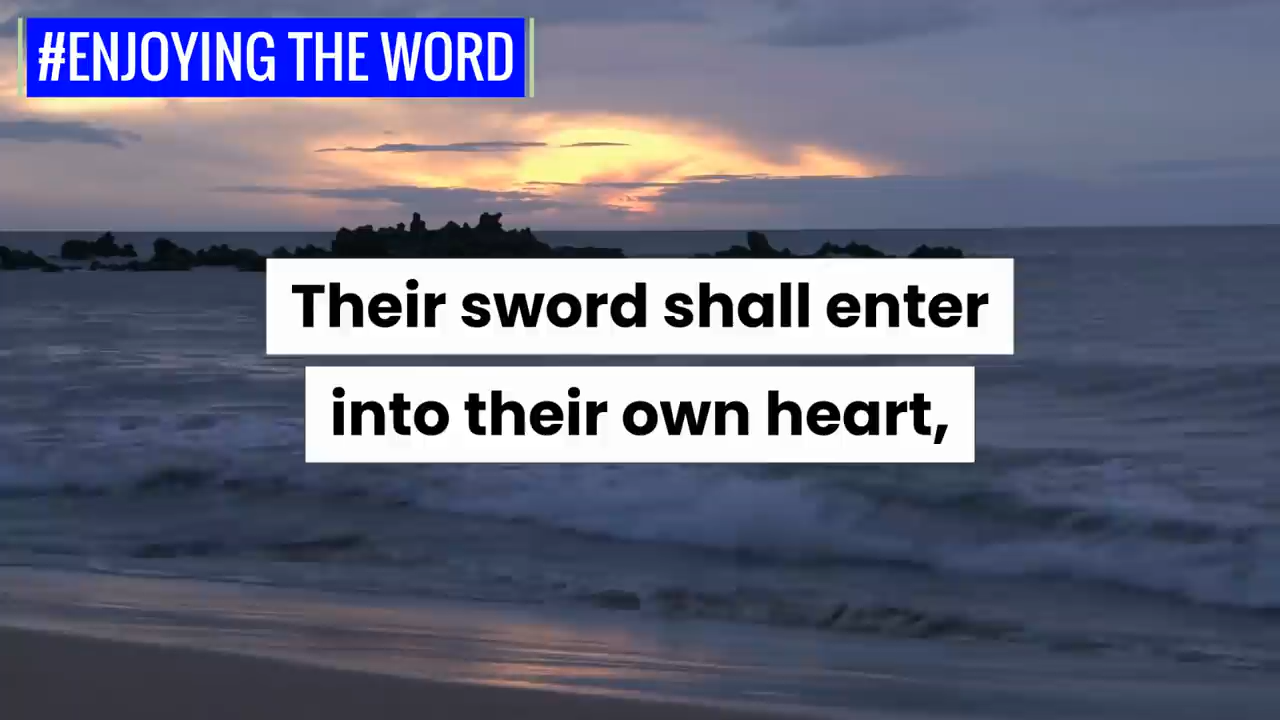 #ENJOYING THE WORD
Their sword shall enter
into their own heart,